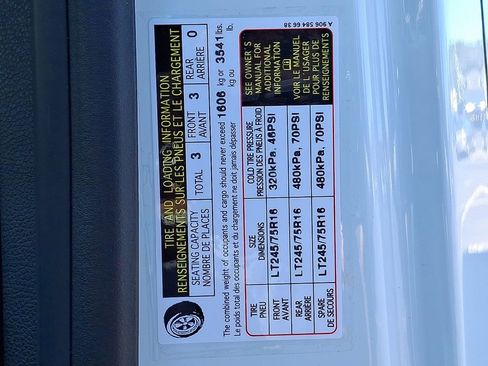 TIRE AND LOADING INFORMATION
RENSEIGNEMENTS SUR LES PNEUS ET LE CHARGEMENT
SEATING CAPACITY TOTAL 3 FRONT 3 REAR 0
NOMBRE DE PLACES AVANT ARRIÈRE
The combined weight of occupants and cargo should never exceed 1606 kg or 3541 lbs.
Le poids total des occupants et du chargement ne doit jamais dépasser kg ou lb.
TIRE SIZE COLD TIRE PRESSURE
PNEU DIMENSIONS PRESSION DES PNEUS À FROID
FRONT LT245/75R16 320kPa, 46PSI
AVANT
REAR LT245/75R16 480kPa, 70PSI
ARRIÈRE
SPARE LT245/75R16 480kPa, 70PSI
DE SECOURS
SEE OWNER'S
MANUAL FOR
ADDITIONAL
INFORMATION
VOIR LE MANUEL
DE L'USAGER
POUR PLUS DE
RENSEIGNEMENTS
A 906 584 66 38